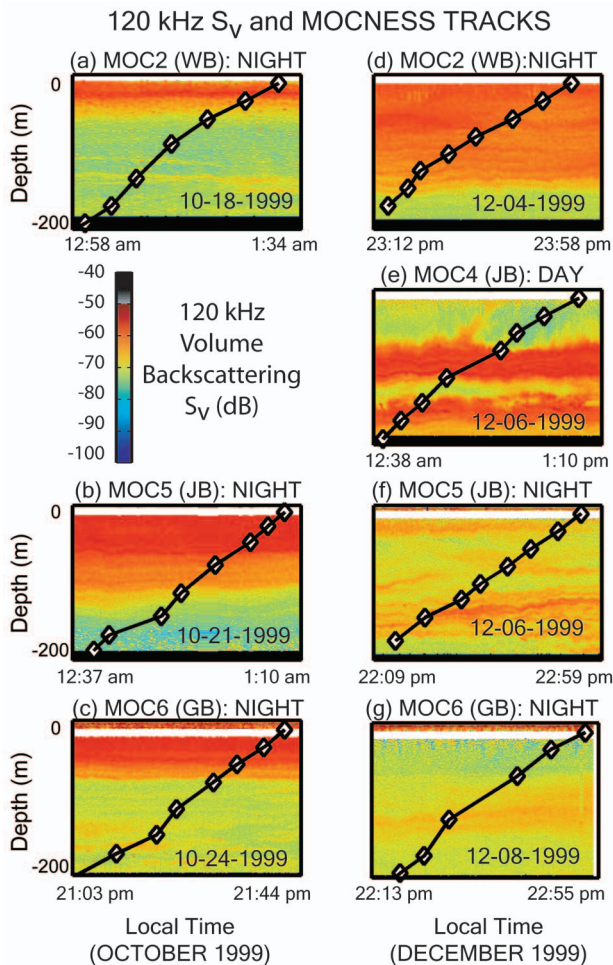 120 kHz Sv and MOCNESS TRACKS
(a) MOC2 (WB): NIGHT
0
Depth (m)
-200
10-18-1999
12:58 am 1:34 am
(d) MOC2 (WB):NIGHT
12-04-1999
23:12 pm 23:58 pm
-40
-50
-60
-70
-80
-90
-100
120 kHz
Volume
Backscattering
Sv (dB)
(e) MOC4 (JB): DAY
12-06-1999
12:38 am 1:10 pm
(b) MOC5 (JB): NIGHT
0
Depth (m)
-200
10-21-1999
12:37 am 1:10 am
(f) MOC5 (JB): NIGHT
12-06-1999
22:09 pm 22:59 pm
(c) MOC6 (GB): NIGHT
0
Depth (m)
-200
10-24-1999
21:03 pm 21:44 pm
Local Time
(OCTOBER 1999)
(g) MOC6 (GB): NIGHT
12-08-1999
22:13 pm 22:55 pm
Local Time
(DECEMBER 1999)